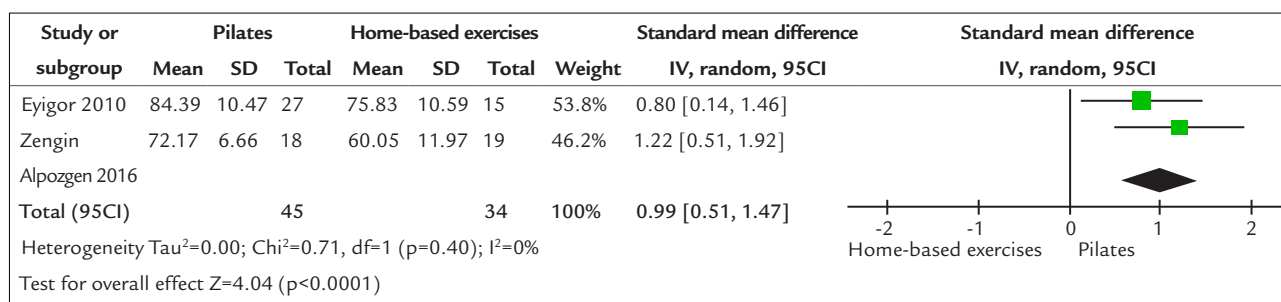 Study or Pilates Home-based exercises Standard mean difference Standard mean difference
subgroup Mean SD Total Mean SD Total Weight IV, random, 95CI IV, random, 95CI
Eyigor 2010 84.39 10.47 27 75.83 10.59 15 53.8% 0.80 [0.14, 1.46]
Zengin 72.17 6.66 18 60.05 11.97 19 46.2% 1.22 [0.51, 1.92]
Alpozgen 2016
Total (95CI) 45 34 100% 0.99 [0.51, 1.47]
-2 -1 0 1 2
Heterogeneity Tau²=0.00; Chi²=0.71, df=1 (p=0.40); I²=0% Home-based exercises Pilates
Test for overall effect Z=4.04 (p<0.0001)